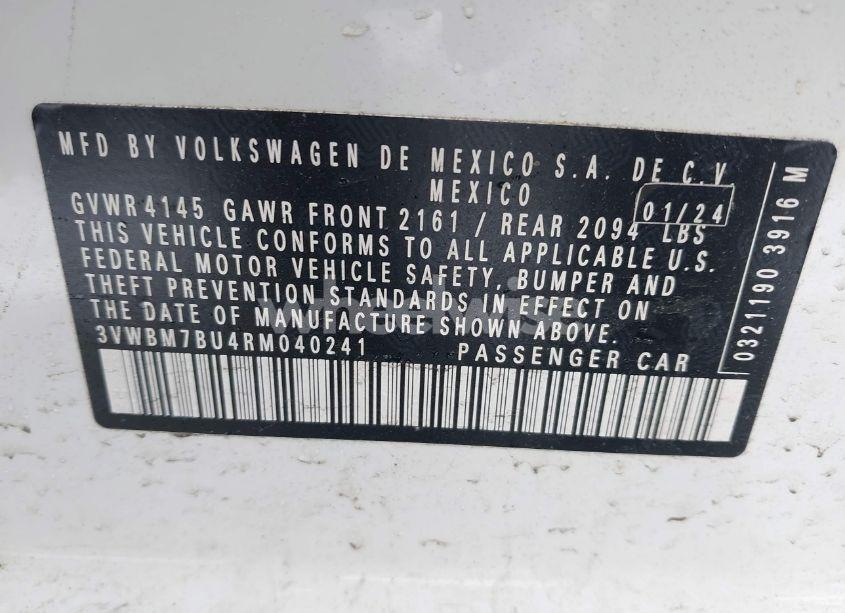 MFD BY VOLKSWAGEN DE MEXICO S.A. DE C.V
MEXICO
01/24
GVWR 4145 GAWR FRONT 2161 / REAR 2094 LBS
THIS VEHICLE CONFORMS TO ALL APPLICABLE U.S.
FEDERAL MOTOR VEHICLE SAFETY, BUMPER AND
THEFT PREVENTION STANDARDS IN EFFECT ON
THE DATE OF MANUFACTURE SHOWN ABOVE.
3VWBM7BU4RM040241 PASSENGER CAR
0321190 3916 M